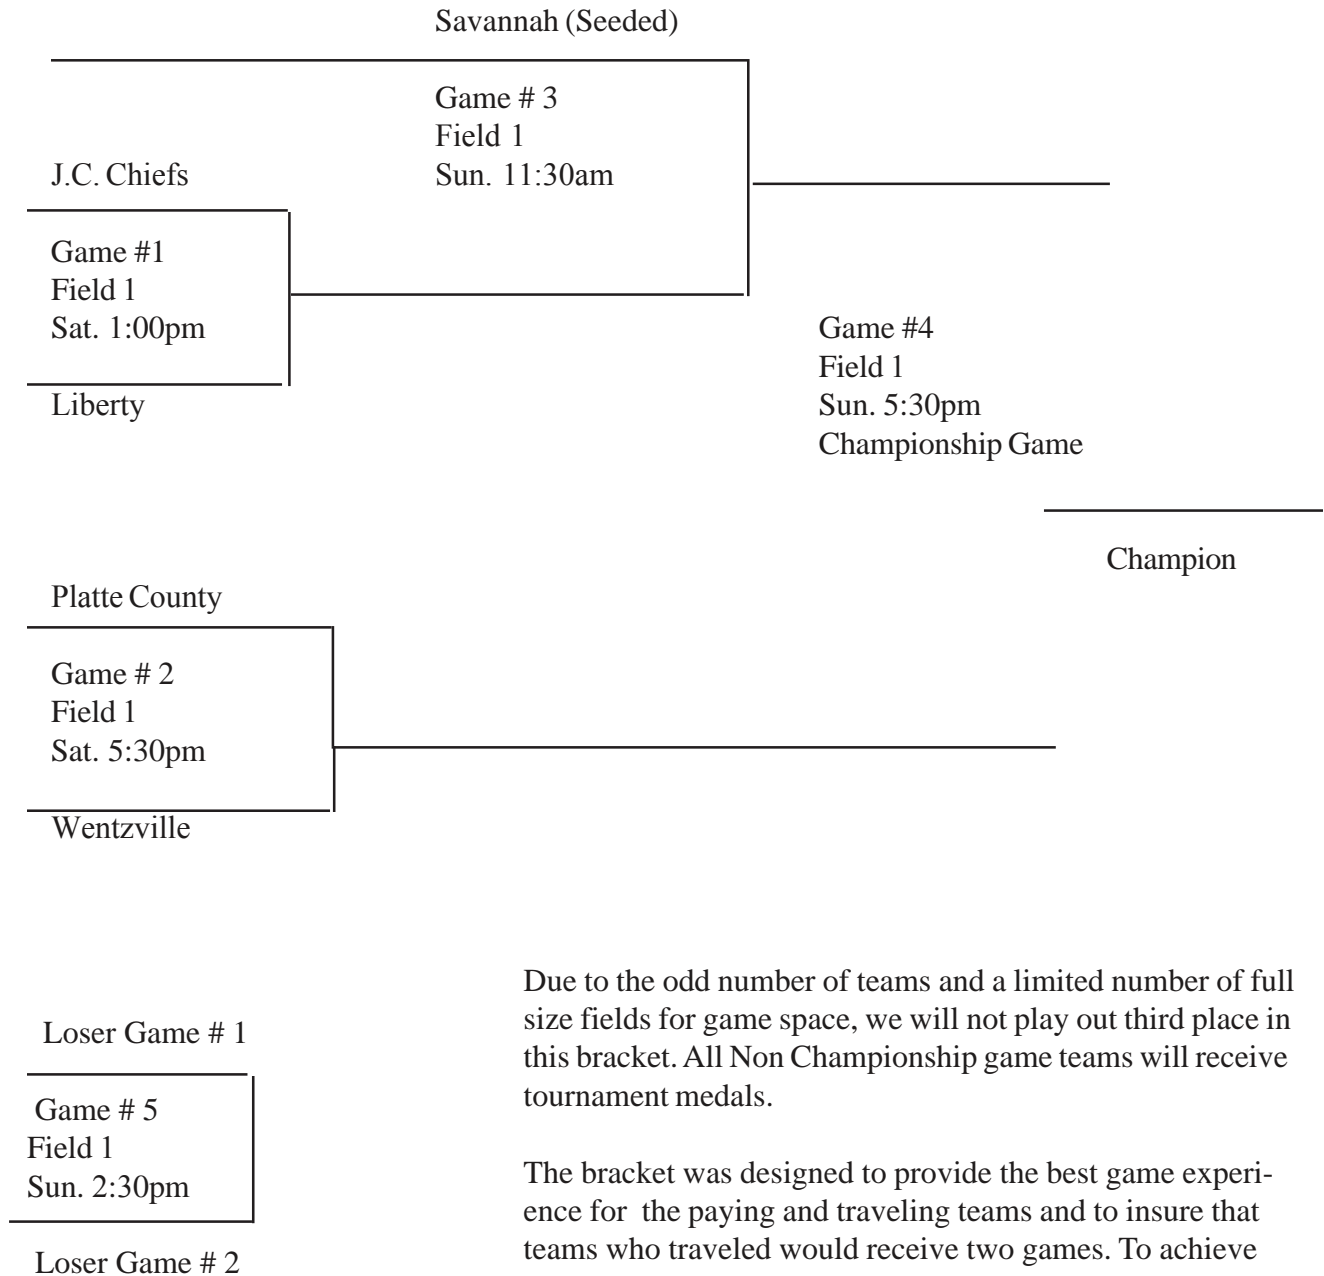 Savannah (Seeded)
Game # 3
Field 1
Sun. 11:30am
J.C. Chiefs
Game #1
Field 1
Sat. 1:00pm
Liberty
Game #4
Field 1
Sun. 5:30pm
Championship Game
Champion
Platte County
Game # 2
Field 1
Sat. 5:30pm
Wentzville
Loser Game # 1
Game # 5
Field 1
Sun. 2:30pm
Loser Game # 2
Due to the odd number of teams and a limited number of full
size fields for game space, we will not play out third place in
this bracket. All Non Championship game teams will receive
tournament medals.
The bracket was designed to provide the best game experi-
ence for the paying and traveling teams and to insure that
teams who traveled would receive two games. To achieve